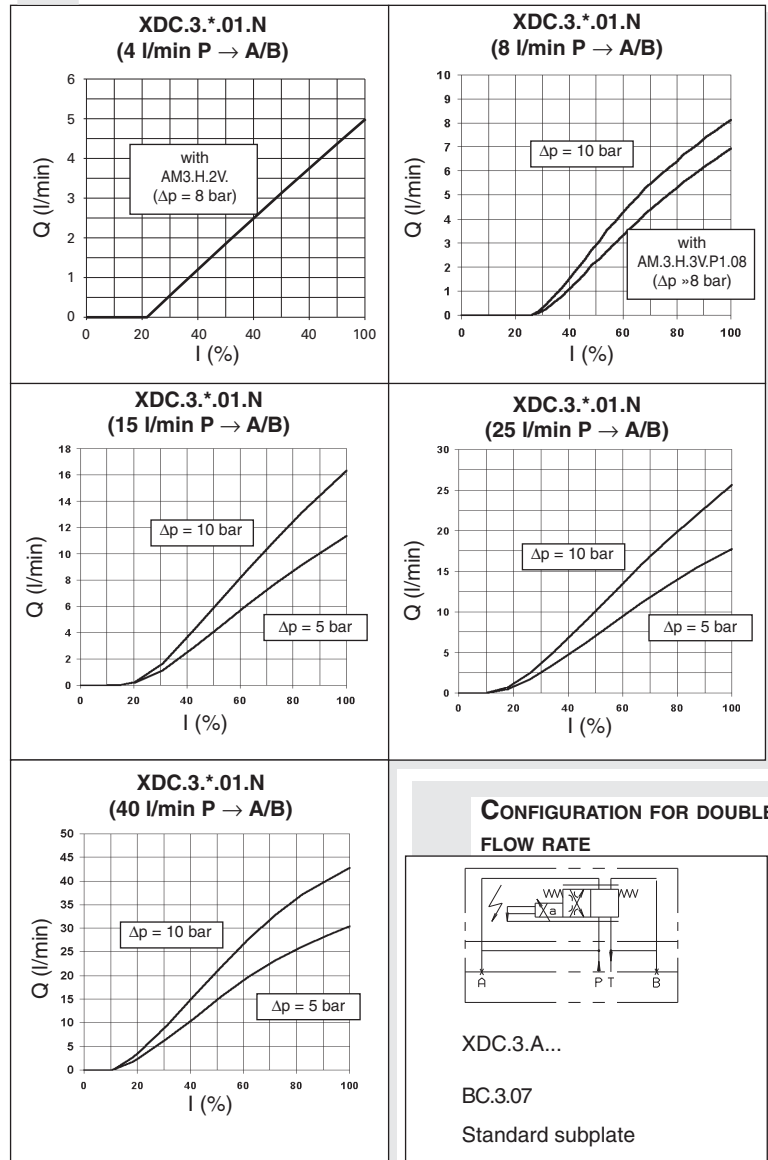 XDC.3.*.01.N
(4 l/min P → A/B)
6
5
4
3
2
1
0
Q (l/min)
with
AM3.H.2V.
(Δp = 8 bar)
0 20 40 40 40 100
I (%)
XDC.3.*.01.N
(8 l/min P → A/B)
10
9
8
7
6
5
4
3
2
1
0
Q (l/min)
Δp = 10 bar
with
AM.3.H.3V.P1.08
(Δp »8 bar)
0 20 40 60 80 100
I (%)
XDC.3.*.01.N
(15 l/min P → A/B)
18
16
14
12
10
8
6
4
2
0
Q (l/min)
Δp = 10 bar
Δp = 5 bar
0 20 40 60 80 100
I (%)
XDC.3.*.01.N
(25 l/min P → A/B)
30
25
20
15
10
5
0
Q (l/min)
Δp = 10 bar
Δp = 5 bar
0 20 40 60 80 100
I (%)
XDC.3.*.01.N
(40 l/min P → A/B)
50
45
40
35
30
25
20
15
10
5
0
Q (l/min)
Δp = 10 bar
Δp = 5 bar
0 20 40 60 80 100
I (%)
CONFIGURATION FOR DOUBLE
FLOW RATE
a
A P T B
XDC.3.A...
BC.3.07
Standard subplate